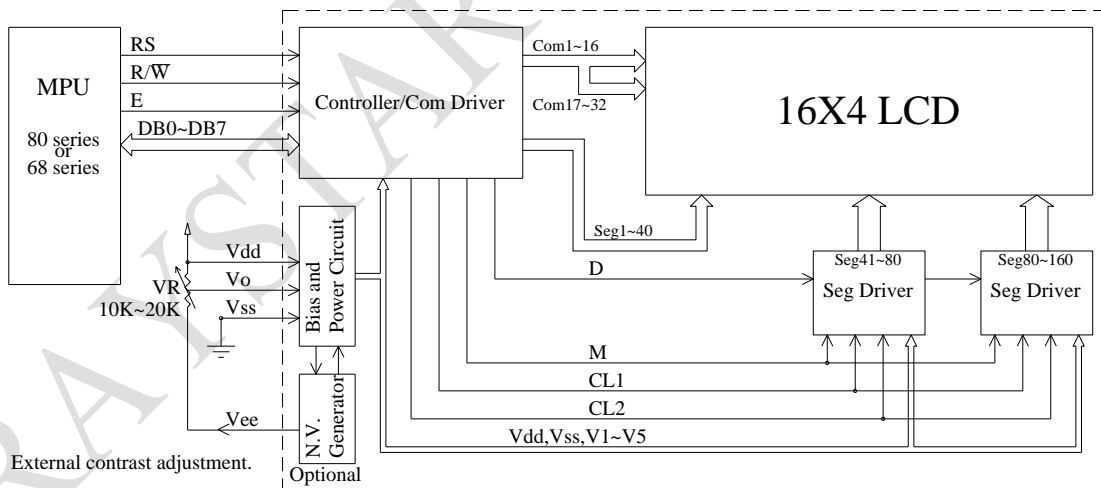 RS
R/W̅
E
DB0~DB7
MPU
80 series
or
68 series
Controller/Com Driver
Com1~16
Com17~32
16X4 LCD
Seg1~40
D
Seg41~80
Seg Driver
Seg80~160
Seg Driver
Vdd
Vo
Vss
VR
10K~20K
Bias and
Power Circuit
M
CL1
CL2
Vdd,Vss,V1~V5
Vee
N.V.
Generator
Optional
External contrast adjustment.
RAYSTAR